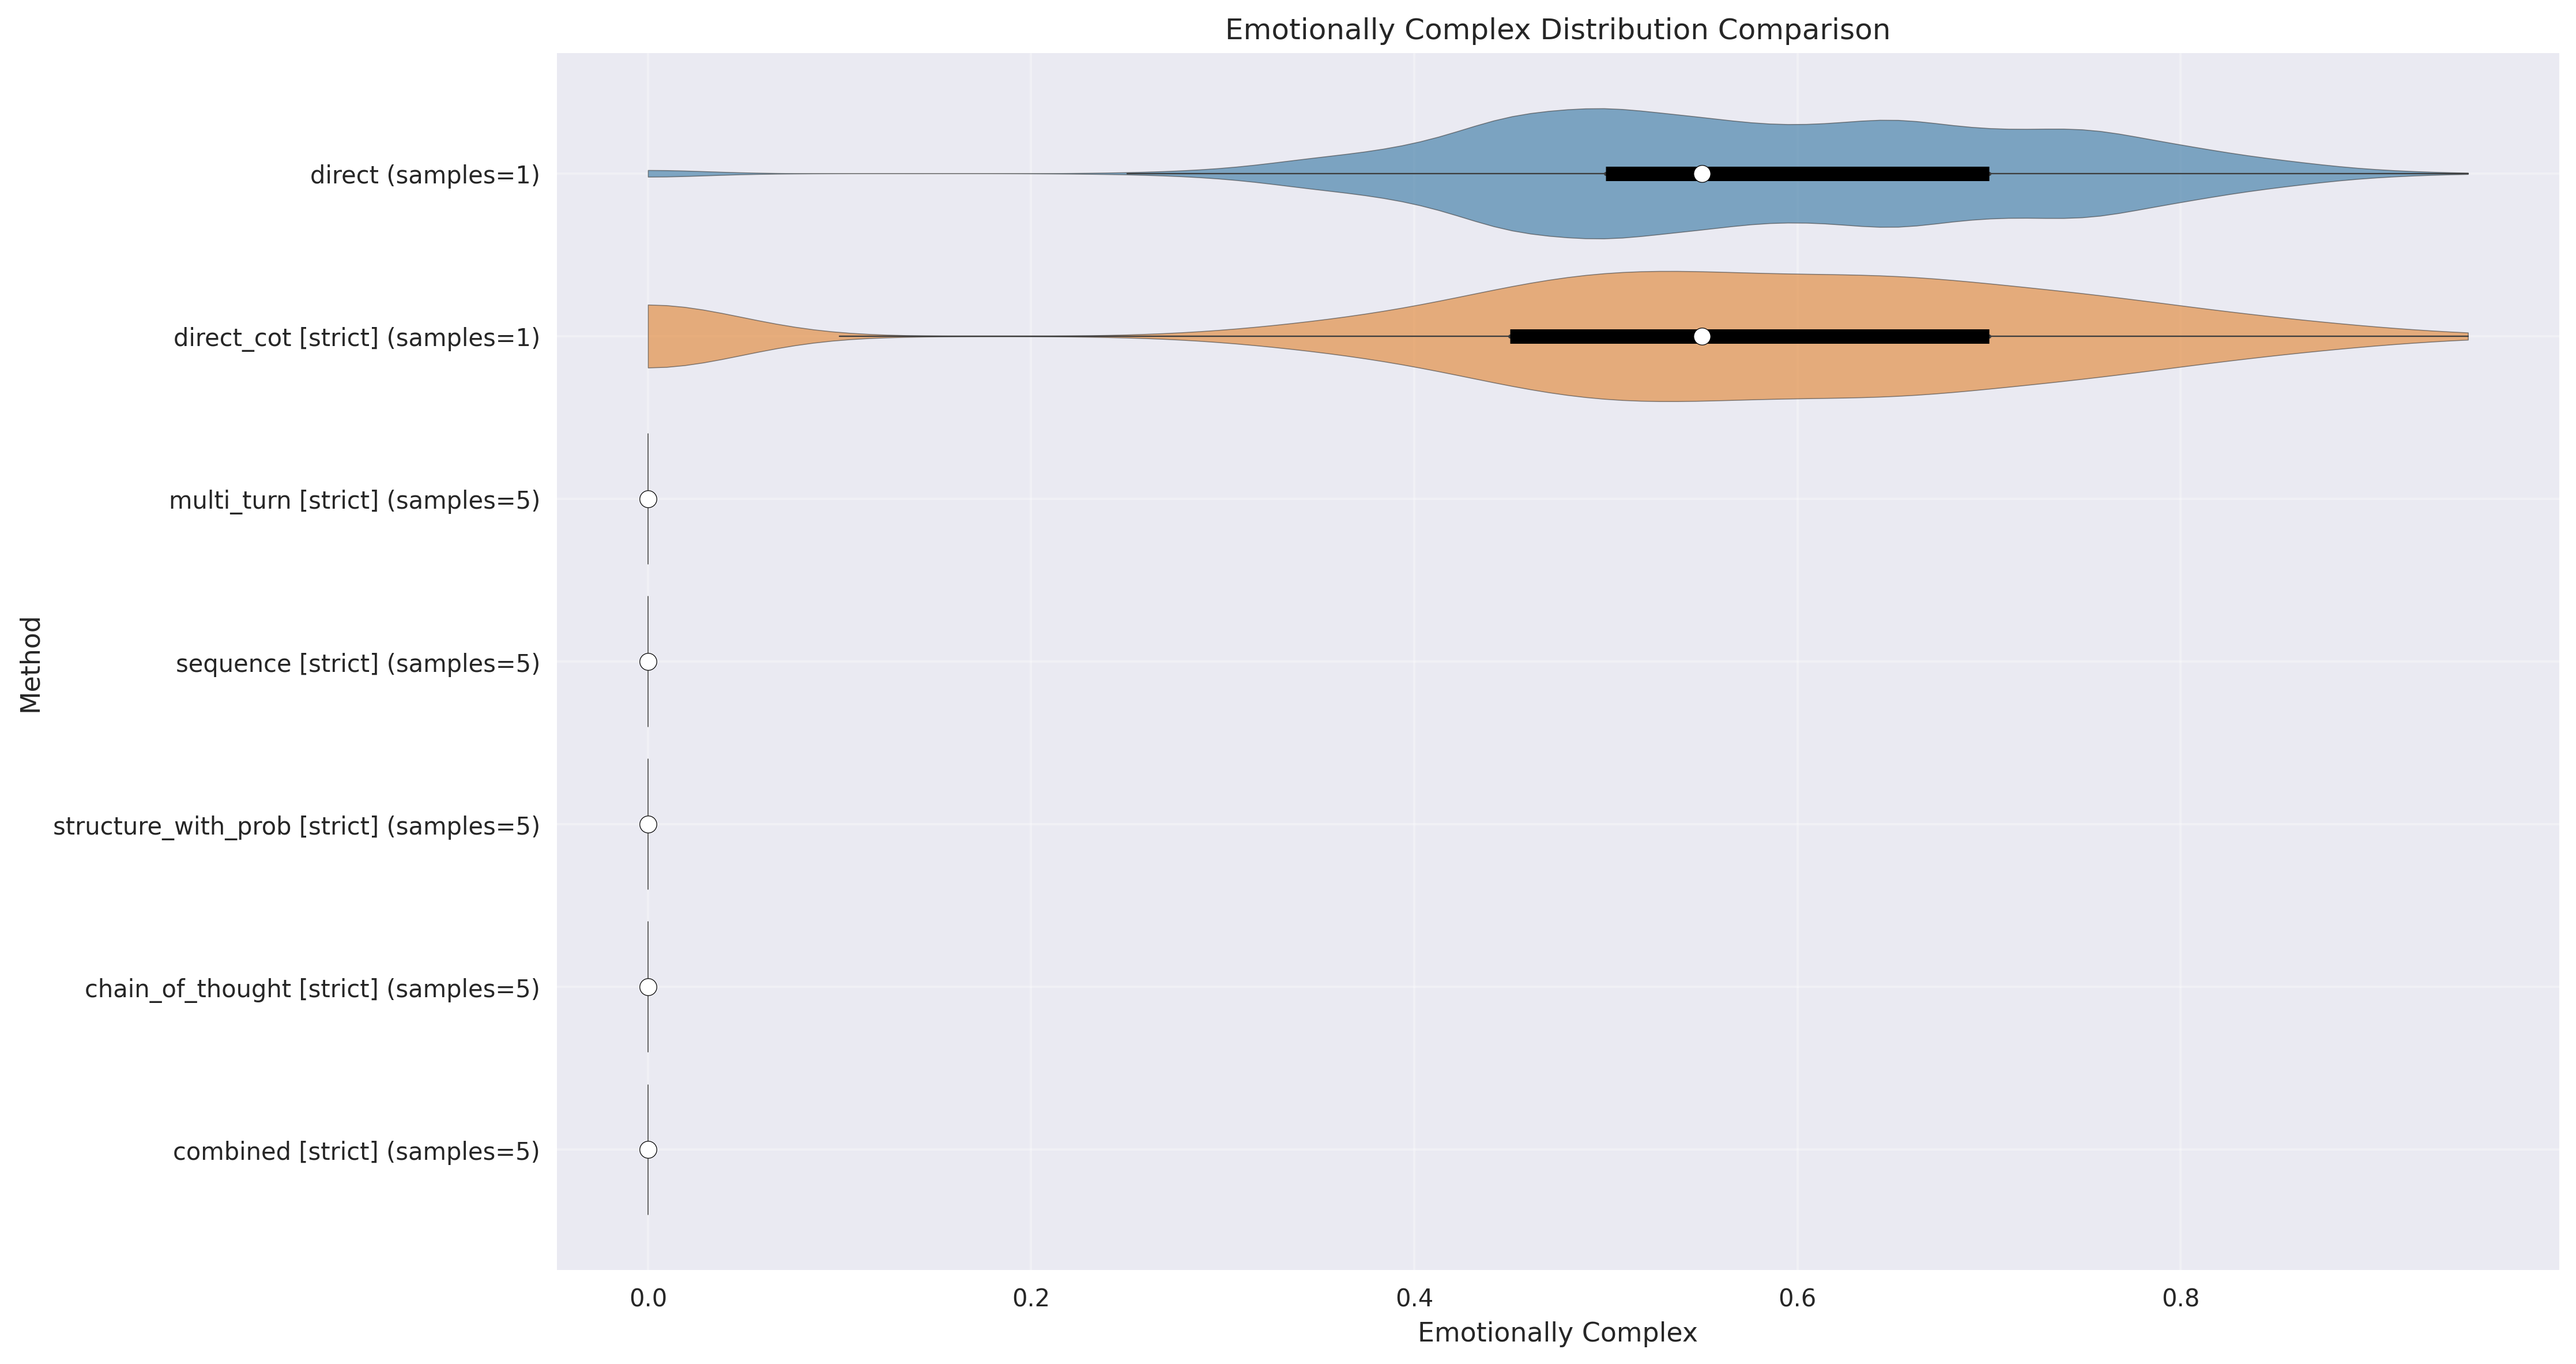 Emotionally Complex Distribution Comparison
direct (samples=1)
direct_cot [strict] (samples=1)
multi_turn [strict] (samples=5)
sequence [strict] (samples=5)
structure_with_prob [strict] (samples=5)
chain_of_thought [strict] (samples=5)
combined [strict] (samples=5)
Method
0.0 0.2 0.4 0.6 0.8
Emotionally Complex